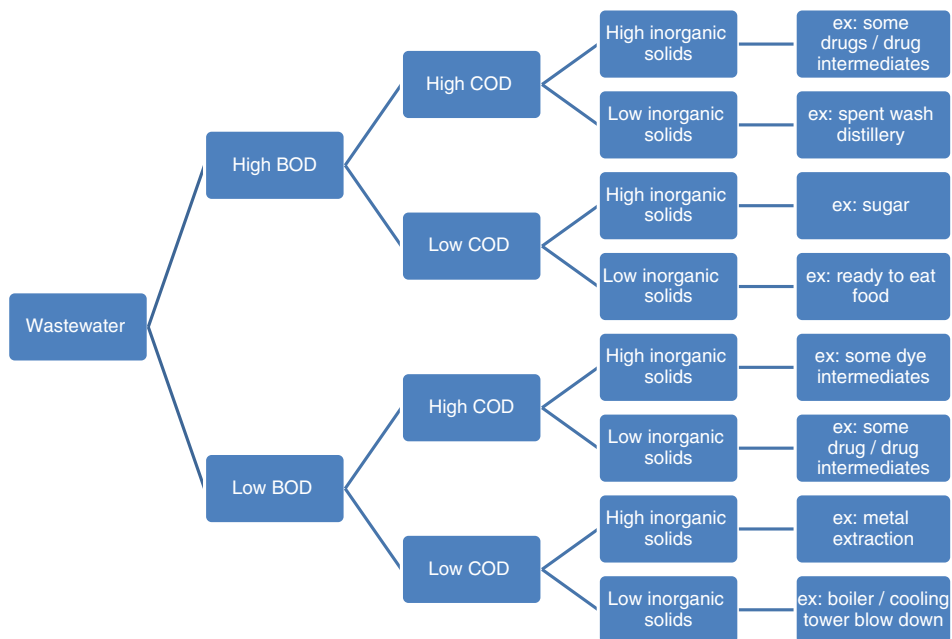 Wastewater
High BOD
Low BOD
High COD
Low COD
High COD
Low COD
High inorganic
solids
Low inorganic
solids
High inorganic
solids
Low inorganic
solids
High inorganic
solids
Low inorganic
solids
High inorganic
solids
Low inorganic
solids
ex: some
drugs / drug
intermediates
ex: spent wash
distillery
ex: sugar
ex: ready to eat
food
ex: some dye
intermediates
ex: some
drug / drug
intermediates
ex: metal
extraction
ex: boiler / cooling
tower blow down